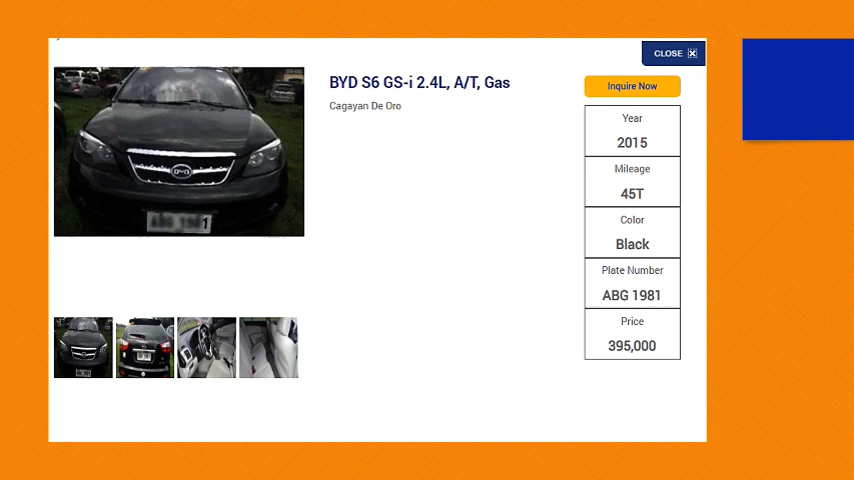 CLOSE
BYD S6 GS-i 2.4L, A/T, Gas
Cagayan De Oro
Inquire Now
Year
2015
Mileage
45T
Color
Black
Plate Number
ABG 1981
Price
395,000
BYD